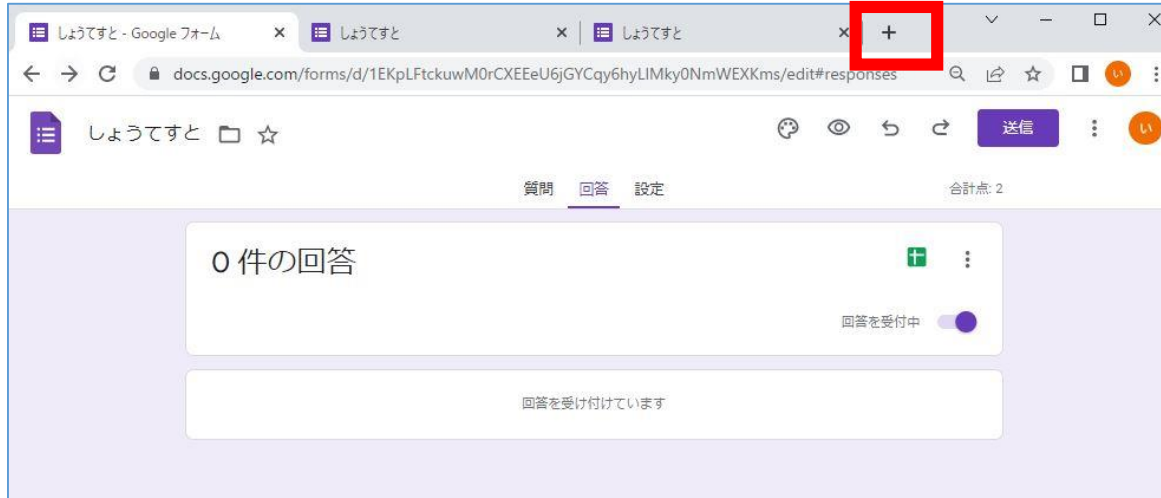 しょうてすと - Google フォーム
しょうてすと
しょうてすと
docs.google.com/forms/d/1EKpLFtckuwM0rCXEEeU6jGYCqy6hyLIMky0NmWEXKms/edit#responses
い
しょうてすと
送信
い
質問 回答 設定
合計点: 2
0 件の回答
回答を受付中
回答を受け付けています